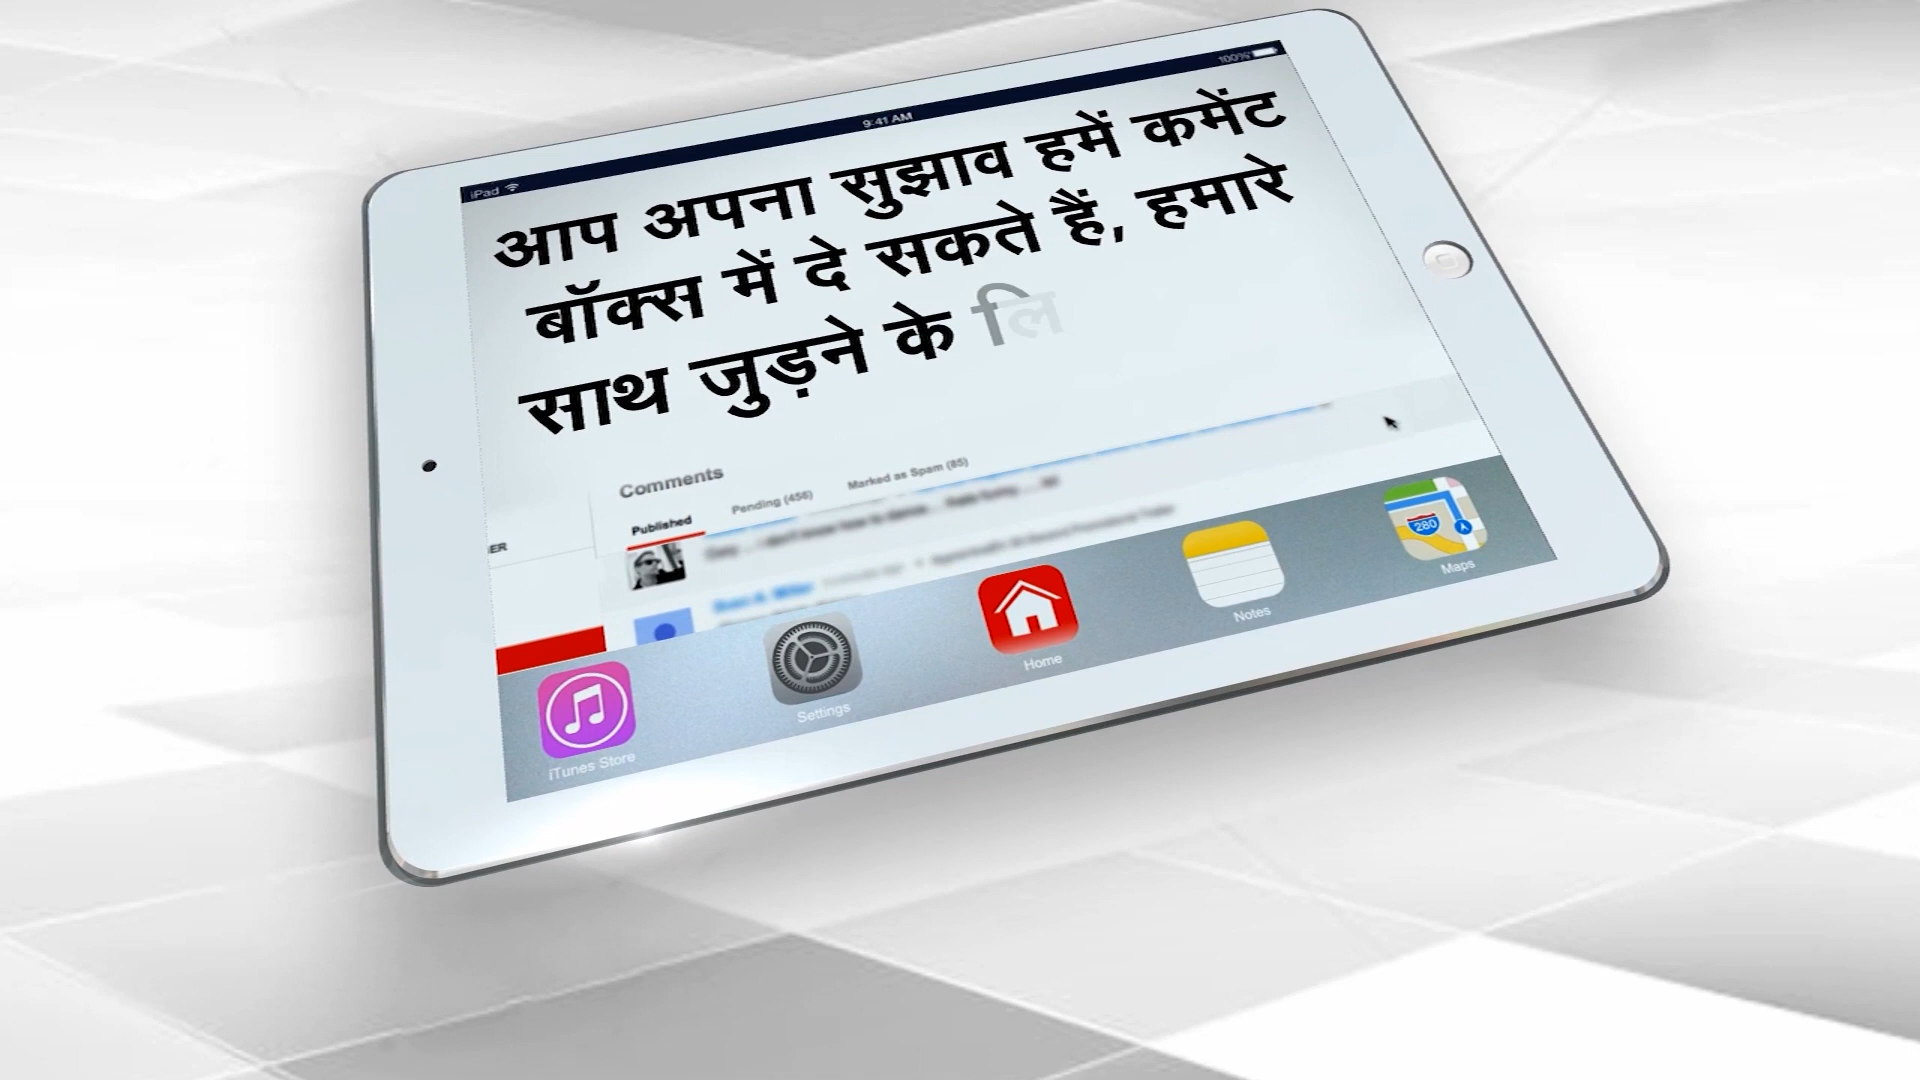 iPad 9:41 AM 100%
आप अपना सुझाव हमें कमेंट
बॉक्स में दे सकते हैं, हमारे
साथ जुड़ने के लि
Comments
Published Pending (456) Marked as Spam (85)
ER
iTunes Store Settings Home Notes Maps
280